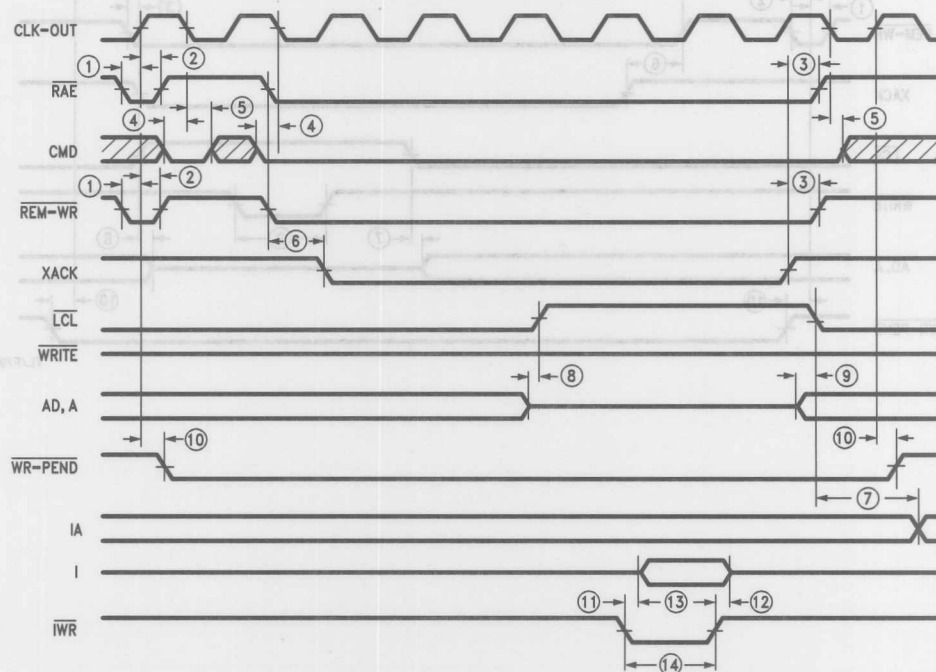 CLK-OUT
① ② ③
RAE
④ ⑤ ④ ⑤
CMD
① ② ③
REM-WR
⑥
XACK
LCL
WRITE
⑧ ⑨
AD, A
⑩ ⑩
WR-PEND
⑦
IA
I
⑪ ⑬ ⑫
IWR
⑭